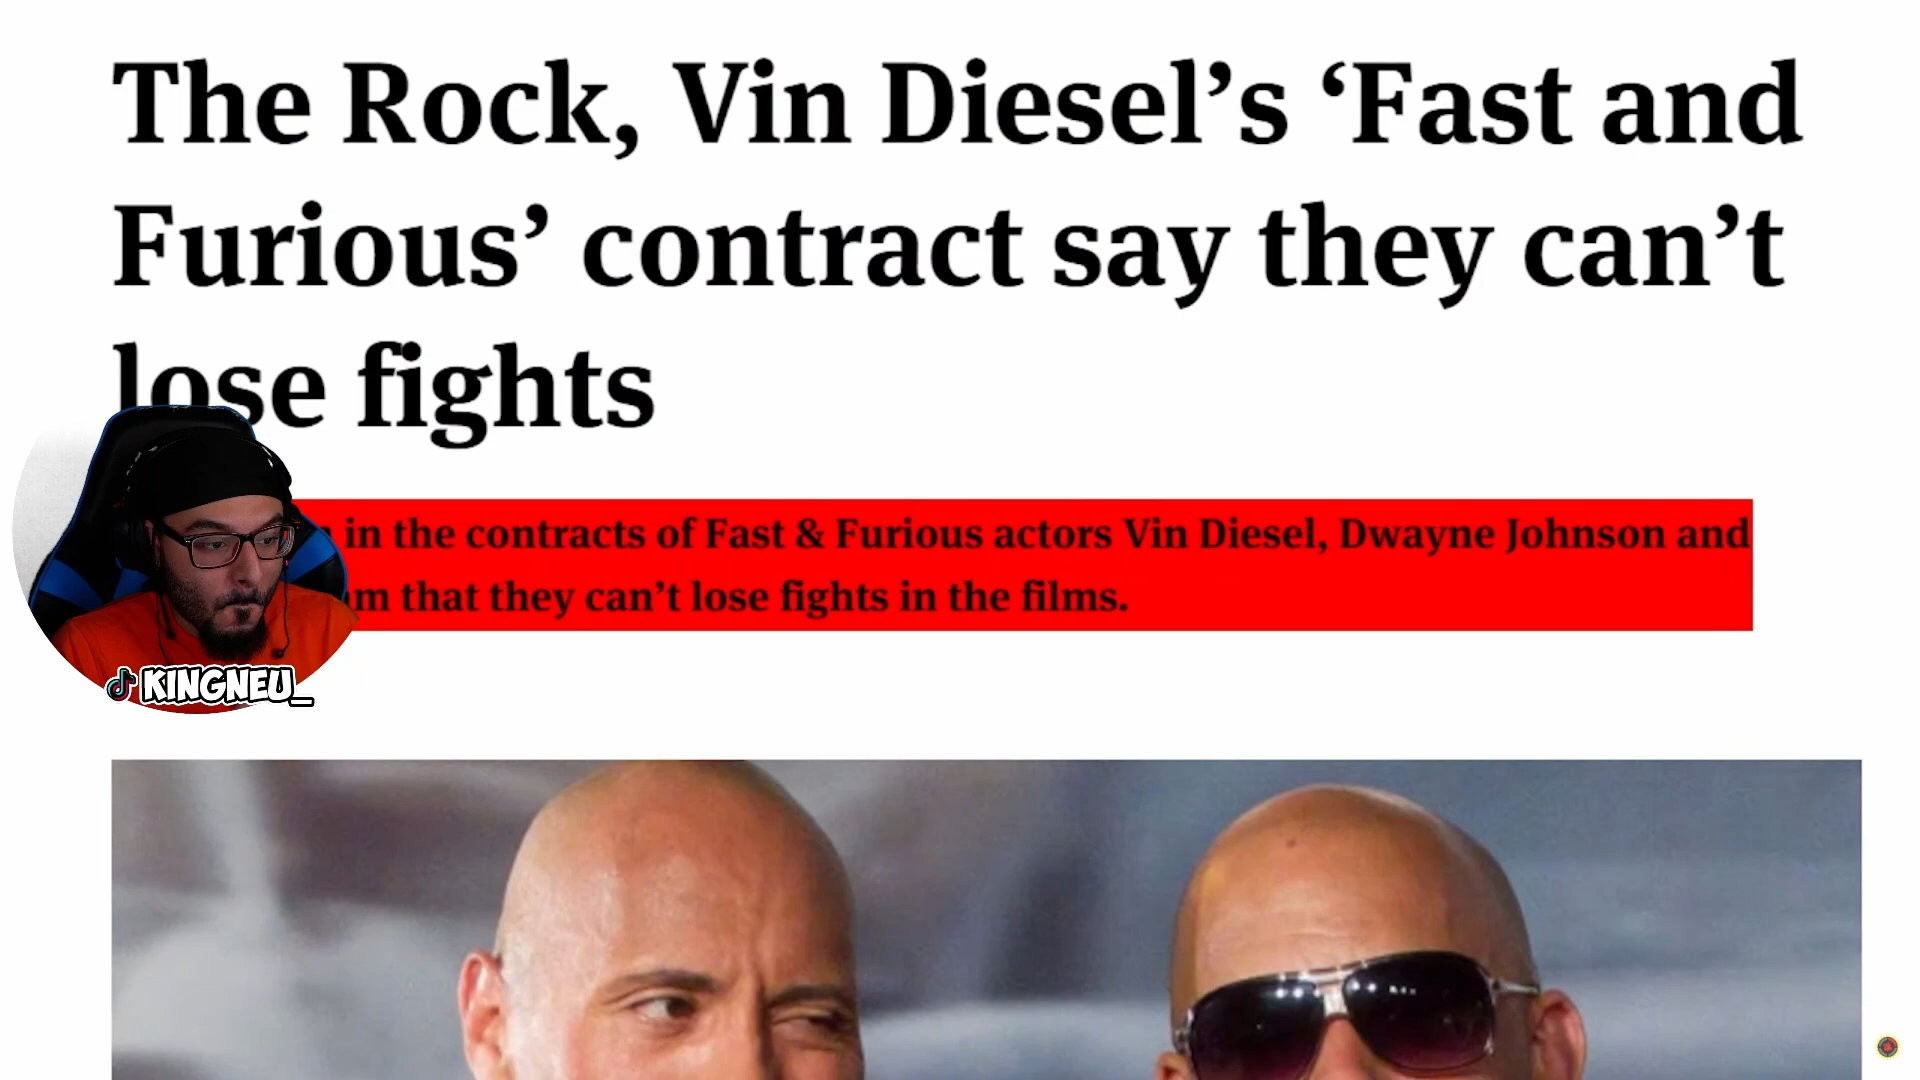 The Rock, Vin Diesel’s ‘Fast and
Furious’ contract say they can’t
lose fights
in the contracts of Fast & Furious actors Vin Diesel, Dwayne Johnson and
that they can’t lose fights in the films.
KINGNEU_